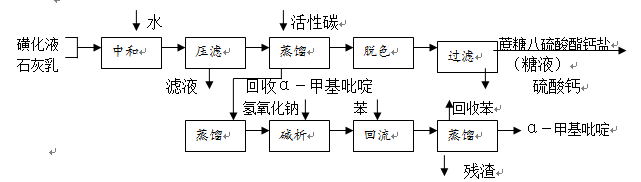 水
活性碳
磺化液
石灰乳
中和
压滤
蒸馏
脱色
过滤
蔗糖八硫酸酯钙盐
（糖液）
滤液
回收α－甲基吡啶
硫酸钙
氢氧化钠
苯
回收苯
蒸馏
碱析
回流
蒸馏
α－甲基吡啶
残渣